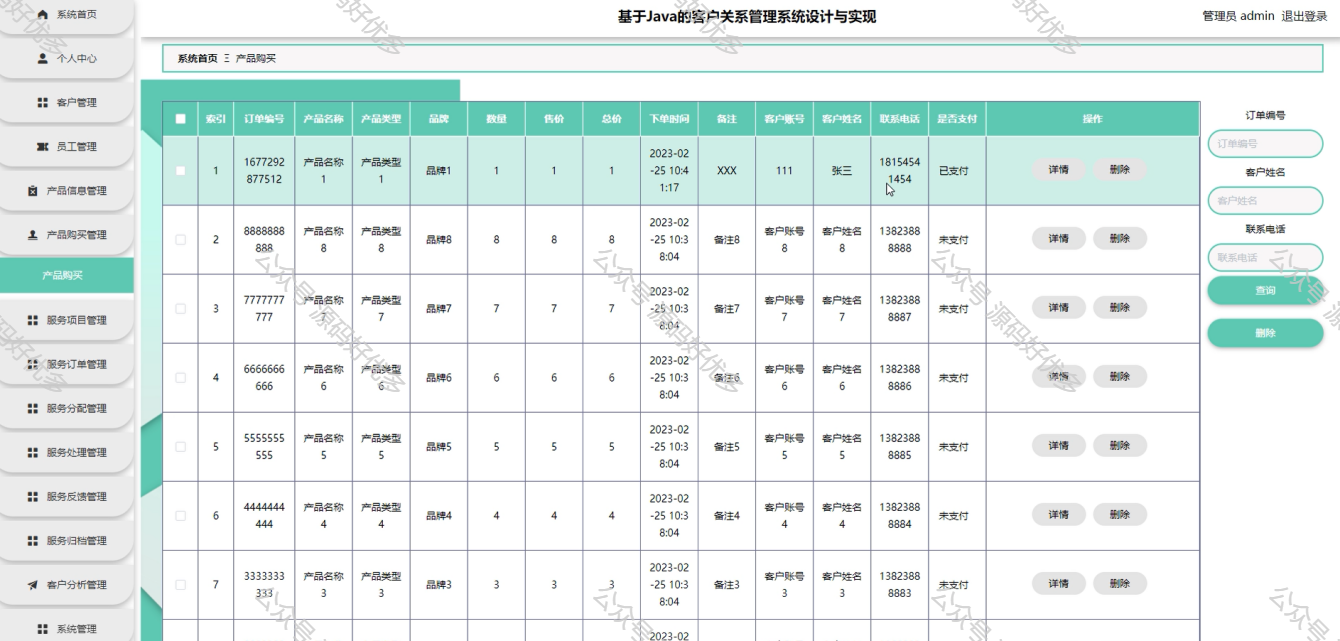 基于Java的客户关系管理系统设计与实现
管理员 admin 退出登录
系统首页
个人中心
客户管理
员工管理
产品信息管理
产品购买管理
产品购买
服务项目管理
服务订单管理
服务分配管理
服务处理管理
服务反馈管理
服务归档管理
客户分析管理
系统管理
系统首页 Ξ 产品购买
索引 订单编号 产品名称 产品类型 品牌 数量 售价 总价 下单时间 备注 客户账号 客户姓名 联系电话 是否支付 操作
1 1677292877512 产品名称1 产品类型1 品牌1 1 1 1 2023-02-25 10:41:17 XXX 111 张三 18154541454 已支付 详情 删除
2 8888888888 产品名称8 产品类型8 品牌8 8 8 8 2023-02-25 10:38:04 备注8 客户账号8 客户姓名8 13823888888 未支付 详情 删除
3 7777777777 产品名称7 产品类型7 品牌7 7 7 7 2023-02-25 10:38:04 备注7 客户账号7 客户姓名7 13823888887 未支付 详情 删除
4 6666666666 产品名称6 产品类型6 品牌6 6 6 6 2023-02-25 10:38:04 备注6 客户账号6 客户姓名6 13823888886 未支付 详情 删除
5 5555555555 产品名称5 产品类型5 品牌5 5 5 5 2023-02-25 10:38:04 备注5 客户账号5 客户姓名5 13823888885 未支付 详情 删除
6 4444444444 产品名称4 产品类型4 品牌4 4 4 4 2023-02-25 10:38:04 备注4 客户账号4 客户姓名4 13823888884 未支付 详情 删除
7 3333333333 产品名称3 产品类型3 品牌3 3 3 3 2023-02-25 10:38:04 备注3 客户账号3 客户姓名3 13823888883 未支付 详情 删除
2023-02
订单编号
订单编号
客户姓名
客户姓名
联系电话
联系电话
查询
删除
公众号 源码好优多
公众号 源码好优多
公众号 源码好优多